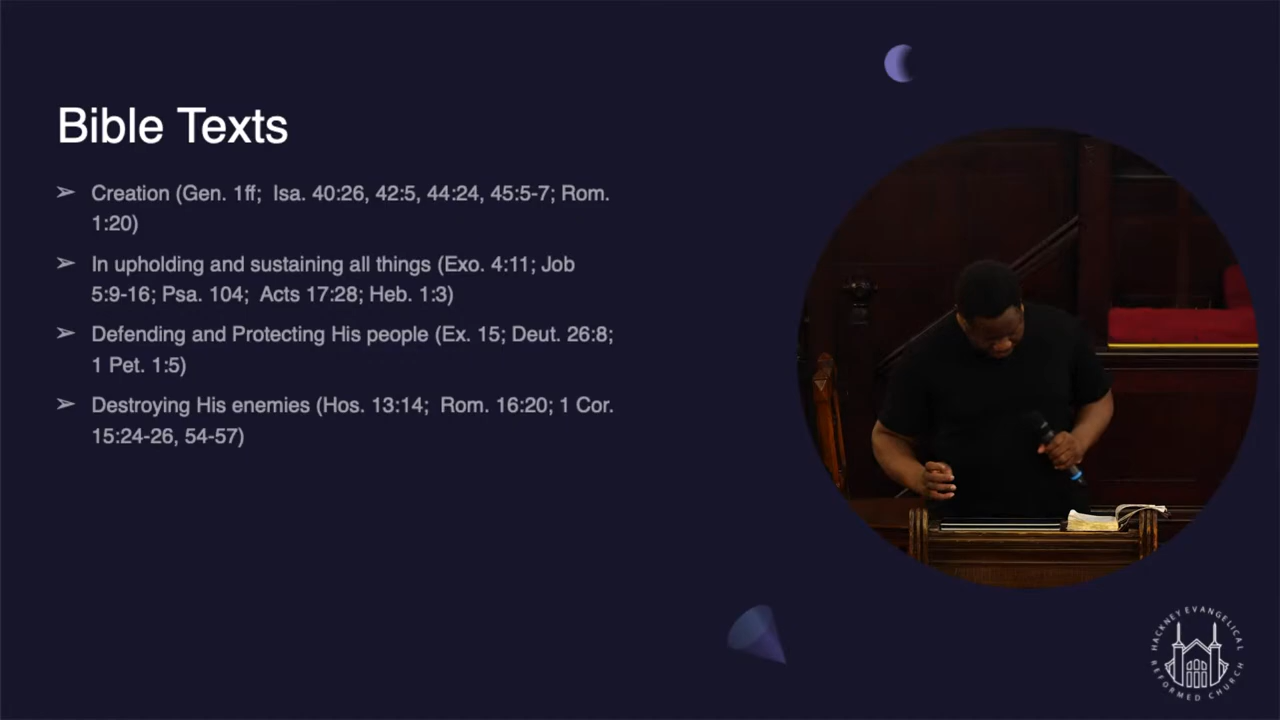 Bible Texts
➢ Creation (Gen. 1ff;  Isa. 40:26, 42:5, 44:24, 45:5-7; Rom.
1:20)
➢ In upholding and sustaining all things (Exo. 4:11; Job
5:9-16; Psa. 104;  Acts 17:28; Heb. 1:3)
➢ Defending and Protecting His people (Ex. 15; Deut. 26:8;
1 Pet. 1:5)
➢ Destroying His enemies (Hos. 13:14;  Rom. 16:20; 1 Cor.
15:24-26, 54-57)
HACKNEY EVANGELICAL
REFORMED CHURCH